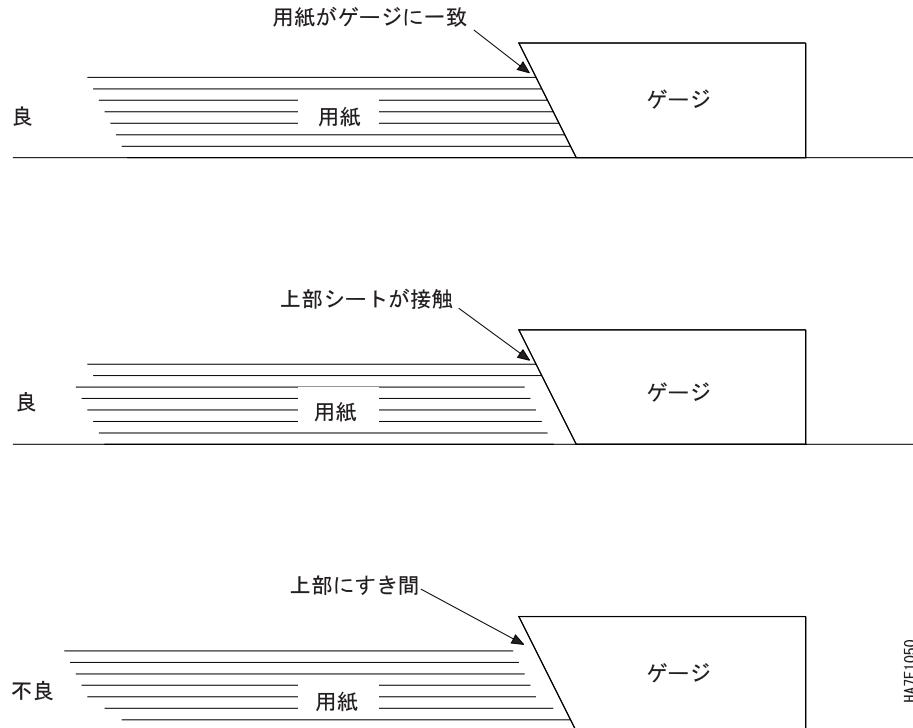 用紙がゲージに一致
ゲージ
良
用紙
上部シートが接触
ゲージ
良
用紙
上部にすき間
ゲージ
不良
用紙
HA7F1050